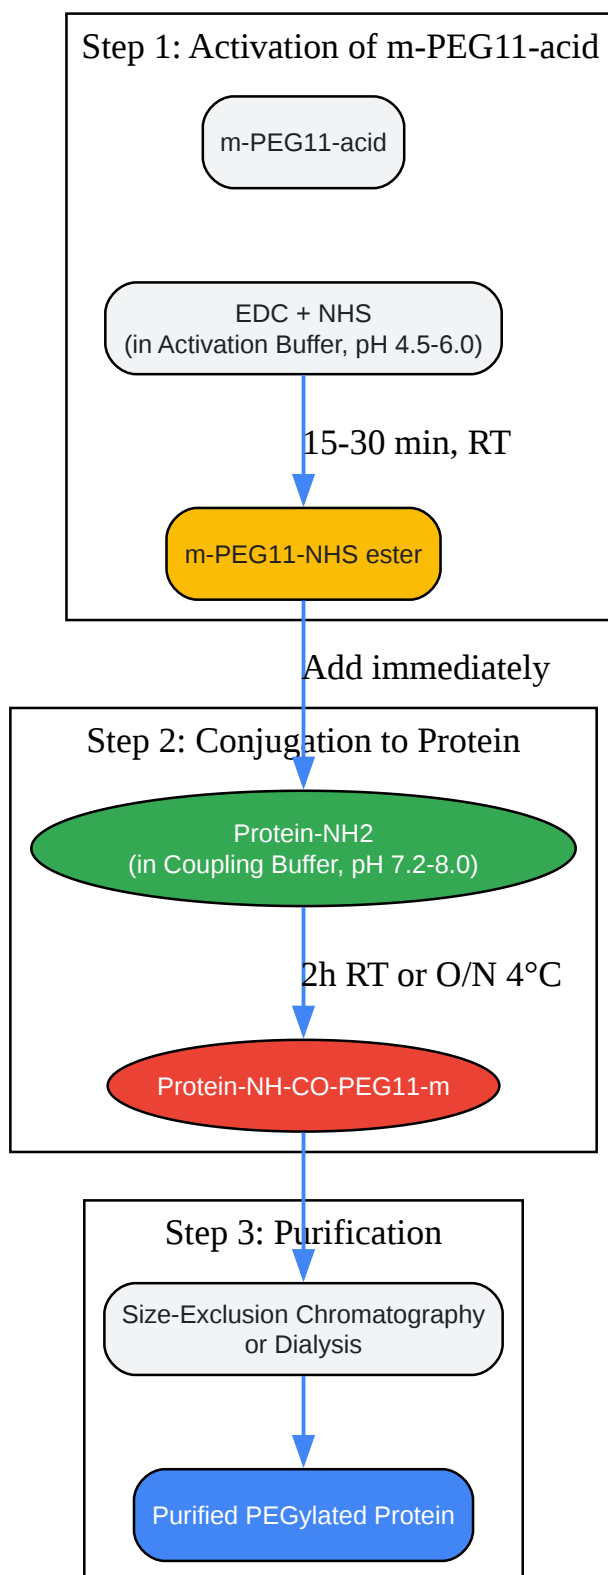 Step 1: Activation of m-PEG11-acid
m-PEG11-acid
EDC + NHS
(in Activation Buffer, pH 4.5-6.0)
15-30 min, RT
m-PEG11-NHS ester
Add immediately
Step 2: Conjugation to Protein
Protein-NH2
(in Coupling Buffer, pH 7.2-8.0)
2h RT or O/N 4°C
Protein-NH-CO-PEG11-m
Step 3: Purification
Size-Exclusion Chromatography
or Dialysis
Purified PEGylated Protein